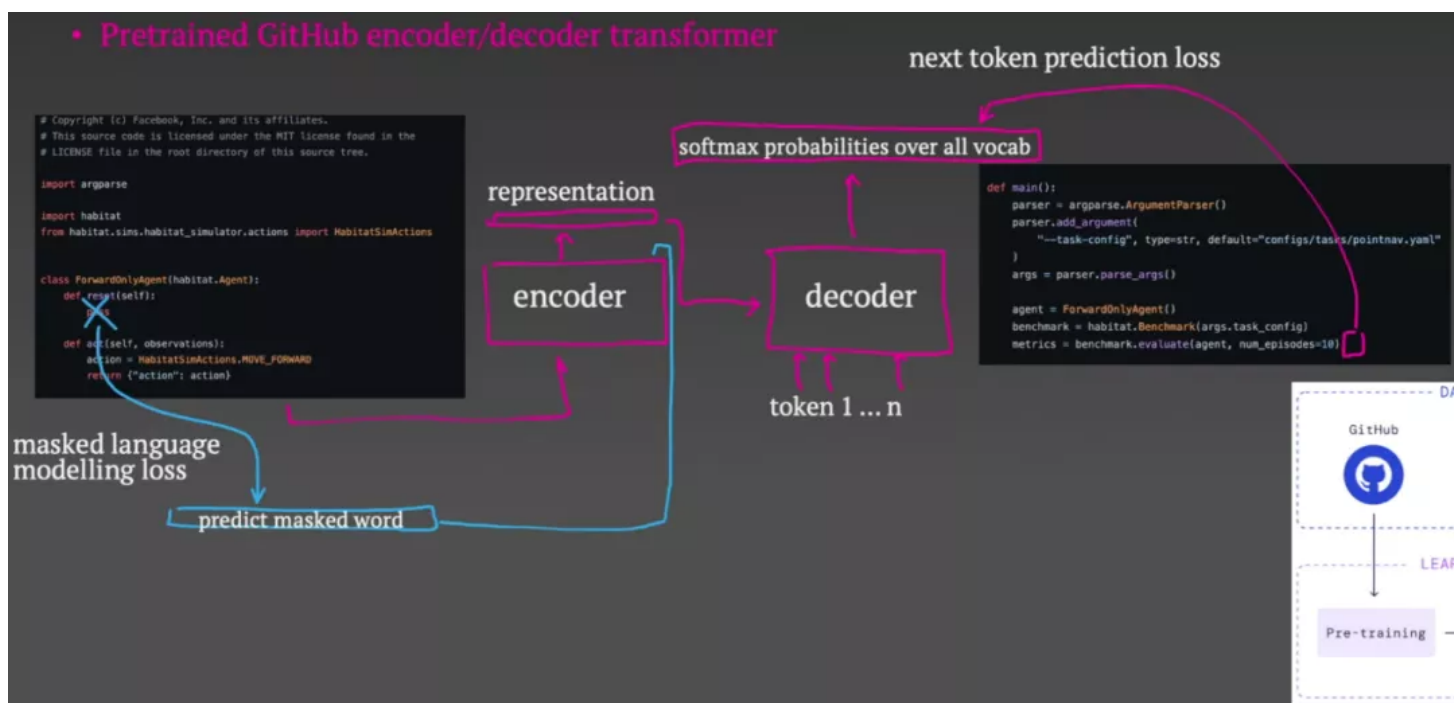 • Pretrained GitHub encoder/decoder transformer
next token prediction loss
# Copyright (c) Facebook, Inc. and its affiliates.
# This source code is licensed under the MIT license found in the
# LICENSE file in the root directory of this source tree.
import argparse
import habitat
from habitat.sims.habitat_simulator.actions import HabitatSimActions
class ForwardOnlyAgent(habitat.Agent):
def reset(self):
pass
def act(self, observations):
action = HabitatSimActions.MOVE_FORWARD
return {"action": action}
representation
encoder
softmax probabilities over all vocab
decoder
token 1 ... n
def main():
parser = argparse.ArgumentParser()
parser.add_argument(
"--task-config", type=str, default="configs/tasks/pointnav.yaml"
)
args = parser.parse_args()
agent = ForwardOnlyAgent()
benchmark = habitat.Benchmark(args.task_config)
metrics = benchmark.evaluate(agent, num_episodes=10)
masked language
modelling loss
predict masked word
DA
GitHub
LEAR
Pre-training